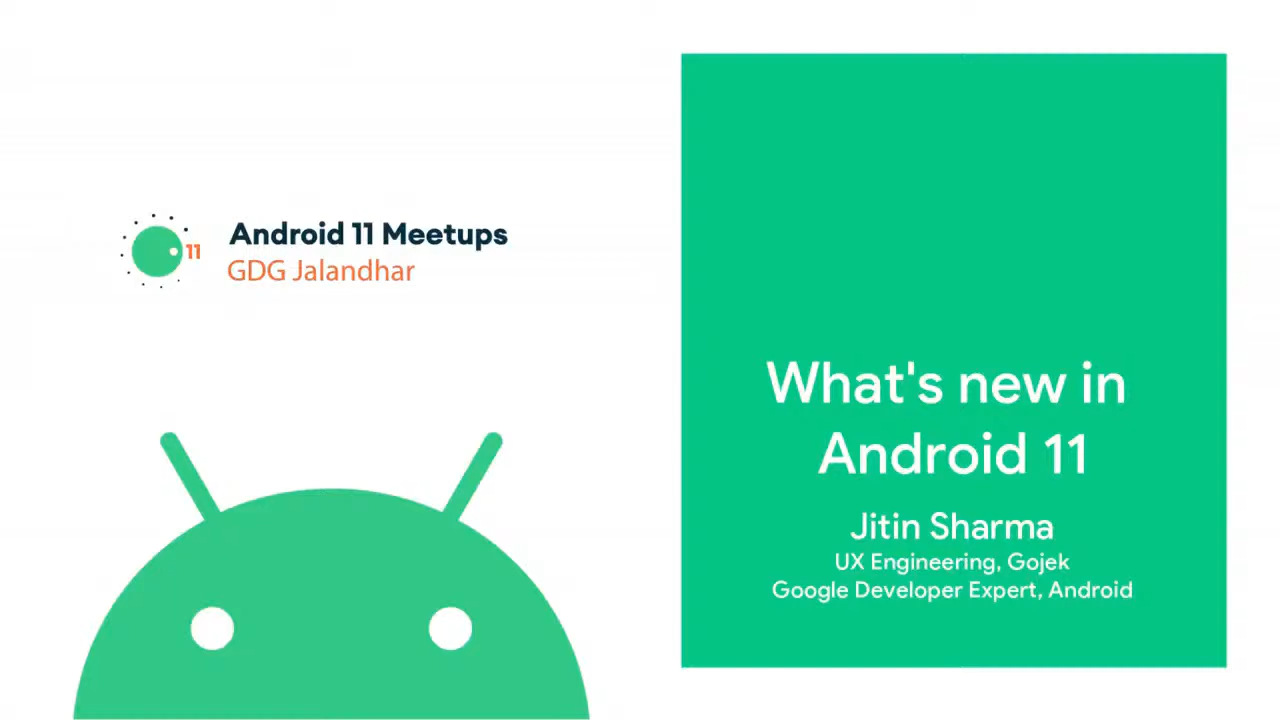 11
Android 11 Meetups
GDG Jalandhar
What's new in
Android 11
Jitin Sharma
UX Engineering, Gojek
Google Developer Expert, Android